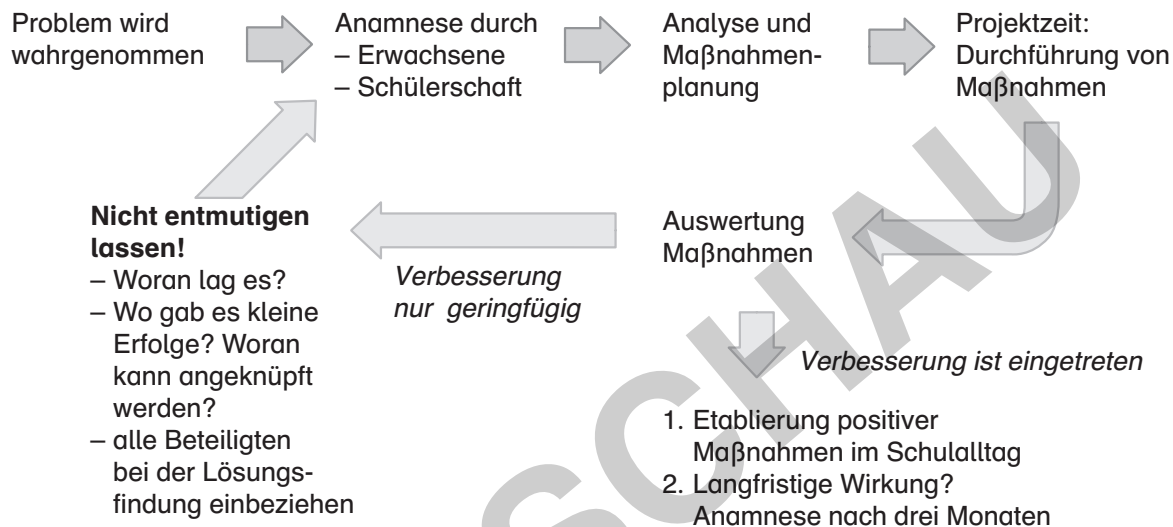 Problem wird
wahrgenommen
Anamnese durch
– Erwachsene
– Schülerschaft
Analyse und
Maßnahmen-
planung
Projektzeit:
Durchführung von
Maßnahmen
Auswertung
Maßnahmen
Verbesserung
nur geringfügig
Nicht entmutigen
lassen!
– Woran lag es?
– Wo gab es kleine
Erfolge? Woran
kann angeknüpft
werden?
– alle Beteiligten
bei der Lösungs-
findung einbeziehen
Verbesserung ist eingetreten
1. Etablierung positiver
Maßnahmen im Schulalltag
2. Langfristige Wirkung?
Anamnese nach drei Monaten
SCHAU